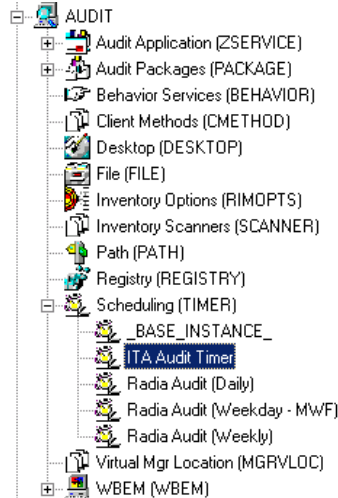 AUDIT
Audit Application (ZSERVICE)
Audit Packages (PACKAGE)
Behavior Services (BEHAVIOR)
Client Methods (CMETHOD)
Desktop (DESKTOP)
File (FILE)
Inventory Options (RIMOPTS)
Inventory Scanners (SCANNER)
Path (PATH)
Registry (REGISTRY)
Scheduling (TIMER)
_BASE_INSTANCE_
ITA Audit Timer
Radia Audit (Daily)
Radia Audit (Weekday - MWF)
Radia Audit (Weekly)
Virtual Mgr Location (MGRVLOC)
WBEM (WBEM)